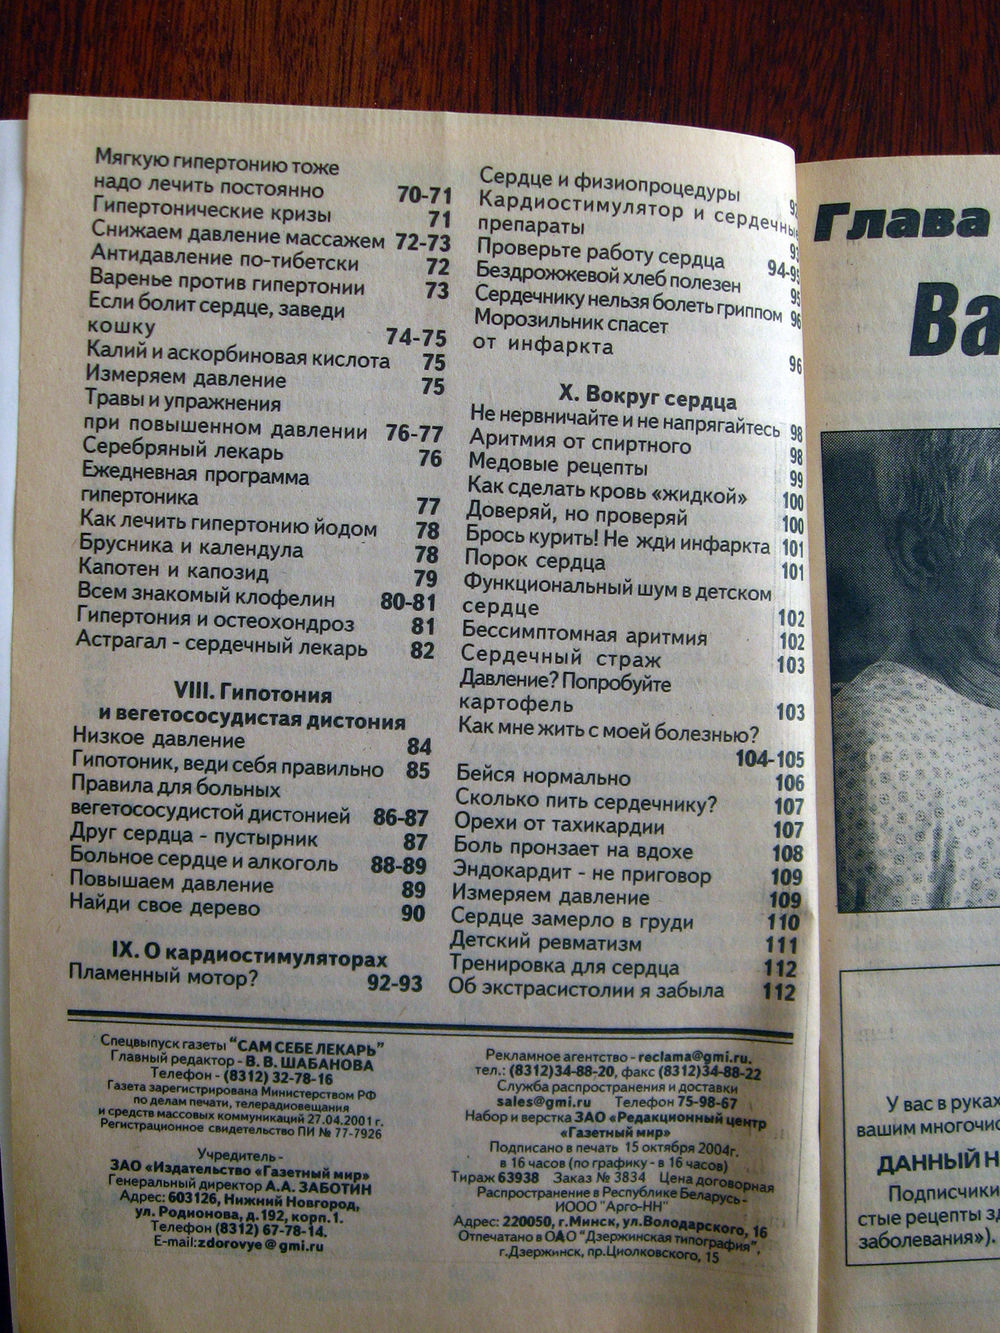 Мягкую гипертонию тоже
надо лечить постоянно 70-71
Гипертонические кризы 71
Снижаем давление массажем 72-73
Антидавление по-тибетски 72
Варенье против гипертонии 73
Если болит сердце, заведи
кошку 74-75
Калий и аскорбиновая кислота 75
Измеряем давление 75
Травы и упражнения
при повышенном давлении 76-77
Серебряный лекарь 76
Ежедневная программа
гипертоника 77
Как лечить гипертонию йодом 78
Брусника и календула 78
Капотен и капозид 79
Всем знакомый клофелин 80-81
Гипертония и остеохондроз 81
Астрагал - сердечный лекарь 82
VIII. Гипотония
и вегетососудистая дистония
Низкое давление 84
Гипотоник, веди себя правильно 85
Правила для больных
вегетососудистой дистонией 86-87
Друг сердца - пустырник 87
Больное сердце и алкоголь 88-89
Повышаем давление 89
Найди свое дерево 90
IX. О кардиостимуляторах
Пламенный мотор? 92-93
Сердце и физиопроцедуры
Кардиостимулятор и сердечные
препараты 93
Проверьте работу сердца 94-95
Бездрожжевой хлеб полезен 95
Сердечнику нельзя болеть гриппом 96
Морозильник спасет
от инфаркта 96
X. Вокруг сердца
Не нервничайте и не напрягайтесь 98
Аритмия от спиртного 98
Медовые рецепты 99
Как сделать кровь «жидкой» 100
Доверяй, но проверяй 100
Брось курить! Не жди инфаркта 101
Порок сердца 101
Функциональный шум в детском
сердце 102
Бессимптомная аритмия 102
Сердечный страж 103
Давление? Попробуйте
картофель 103
Как мне жить с моей болезнью?
104-105
Бейся нормально 106
Сколько пить сердечнику? 107
Орехи от тахикардии 107
Боль пронзает на вдохе 108
Эндокардит - не приговор 109
Измеряем давление 109
Сердце замерло в груди 110
Детский ревматизм 111
Тренировка для сердца 112
Об экстрасистолии я забыла 112
Спецвыпуск газеты "САМ СЕБЕ ЛЕКАРЬ"
Главный редактор - В. В. ШАБАНОВА
Телефон - (8312) 32-78-16
Газета зарегистрирована Министерством РФ
по делам печати, телерадиовещания
и средств массовых коммуникаций 27.04.2001 г.
Регистрационное свидетельство ПИ № 77-7926
Учредитель -
ЗАО «Издательство «Газетный мир»
Генеральный директор А.А. ЗАБОТИН
Адрес: 603126, Нижний Новгород,
ул. Родионова, д.192, корп.1.
Телефон (8312) 67-78-14.
E-mail:zdorovye@gmi.ru
Рекламное агентство - reclama@gmi.ru.
тел.: (8312)34-88-20, факс (8312)34-88-22
Служба распространения и доставки
sales@gmi.ru Телефон 75-98-67
Набор и верстка ЗАО «Редакционный центр
«Газетный мир»
Подписано в печать 15 октября 2004г.
в 16 часов (по графику - в 16 часов)
Тираж 63938 Заказ № 3834 Цена договорная
Распространение в Республике Беларусь-
ИООО "Арго-НН"
Адрес: 220050, г.Минск, ул.Володарского, 16
Отпечатано в ОАО "Дзержинская типография",
г.Дзержинск, пр.Циолковского, 15
Глава
Ва
У вас в руках
вашим многочис
ДАННЫЙ Н
Подписчики
стые рецепты зд
заболевания»).